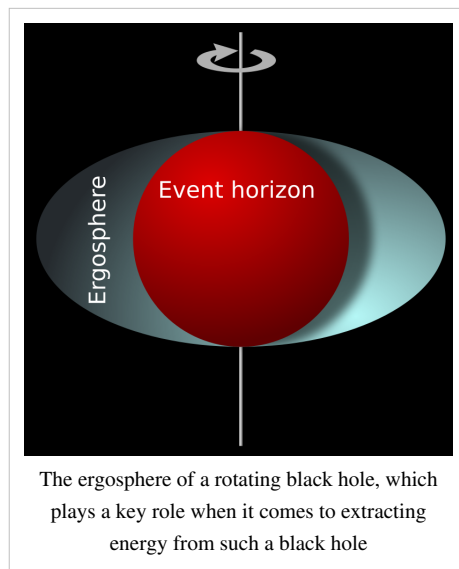 Event horizon
Ergosphere
The ergosphere of a rotating black hole, which
plays a key role when it comes to extracting
energy from such a black hole